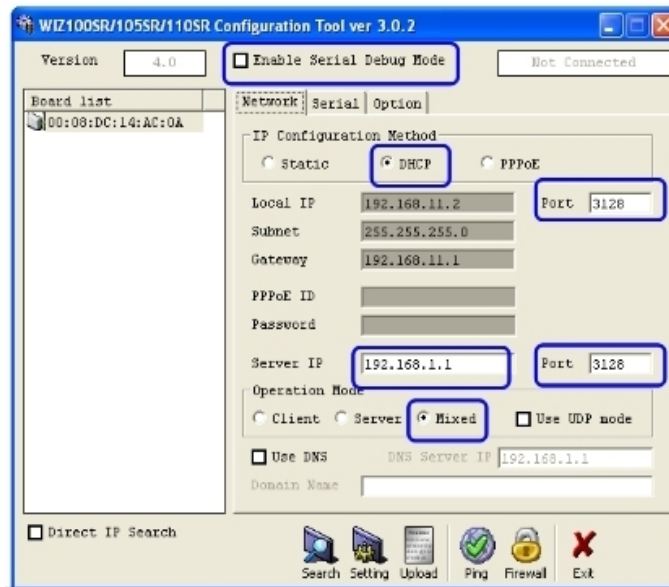 WIZ100SR/105SR/110SR Configuration Tool ver 3.0.2
Version 4.0 Enable Serial Debug Mode Not Connected
Board list
00:08:DC:14:AC:0A
Network Serial Option
IP Configuration Method
Static DHCP PPPoE
Local IP 192.168.11.2 Port 3128
Subnet 255.255.255.0
Gateway 192.168.11.1
PPPoE ID
Password
Server IP 192.168.1.1 Port 3128
Operation Mode
Client Server Mixed Use UDP mode
Use DNS DNS Server IP 192.168.1.1
Domain Name
Direct IP Search
Search Setting Upload Ping Firewall Exit